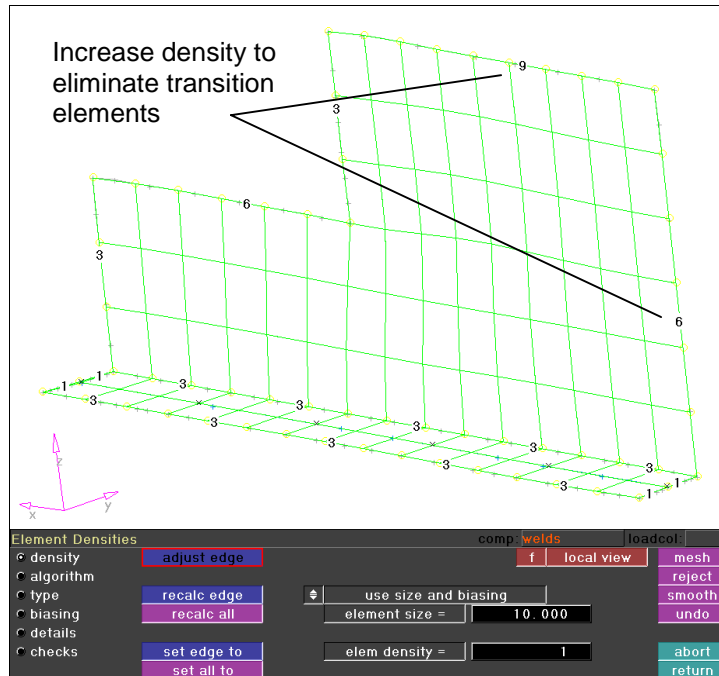 Increase density to
eliminate transition
elements
9
3
6
3
6
1 1 3 3 3 3 3
3 3 3 3 1 1
z
x y
Element Densities comp: welds loadcol:
density adjust edge f local view mesh
algorithm reject
type recalc edge use size and biasing smooth
biasing recalc all element size = 10.000 undo
details
checks set edge to elem density = 1 abort
set all to return